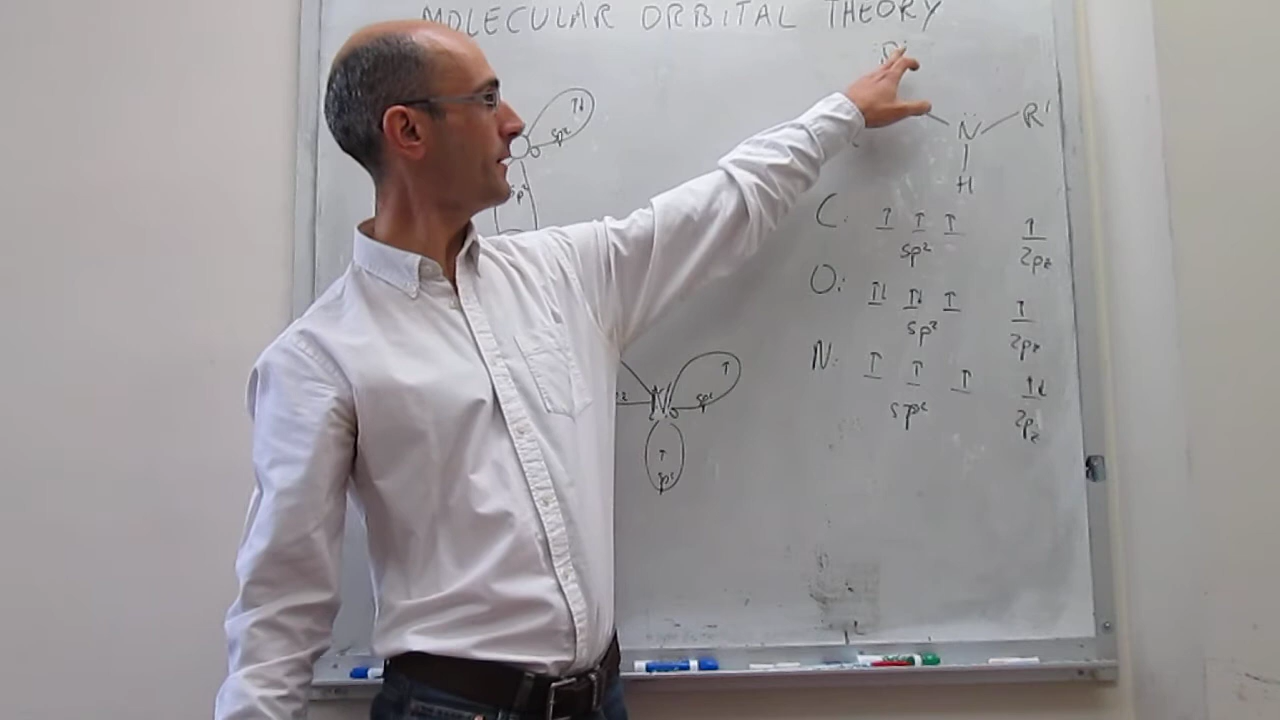 MOLECULAR ORBITAL THEORY
N R'
H
sp²
sp²
C: ↑ ↑ ↑ ↑
sp² 2pz
O: ↑↓ ↑↓ ↑ ↑
sp² 2pz
N: ↑ ↑ ↑ ↑↓
sp² 2pz
N sp²
sp²